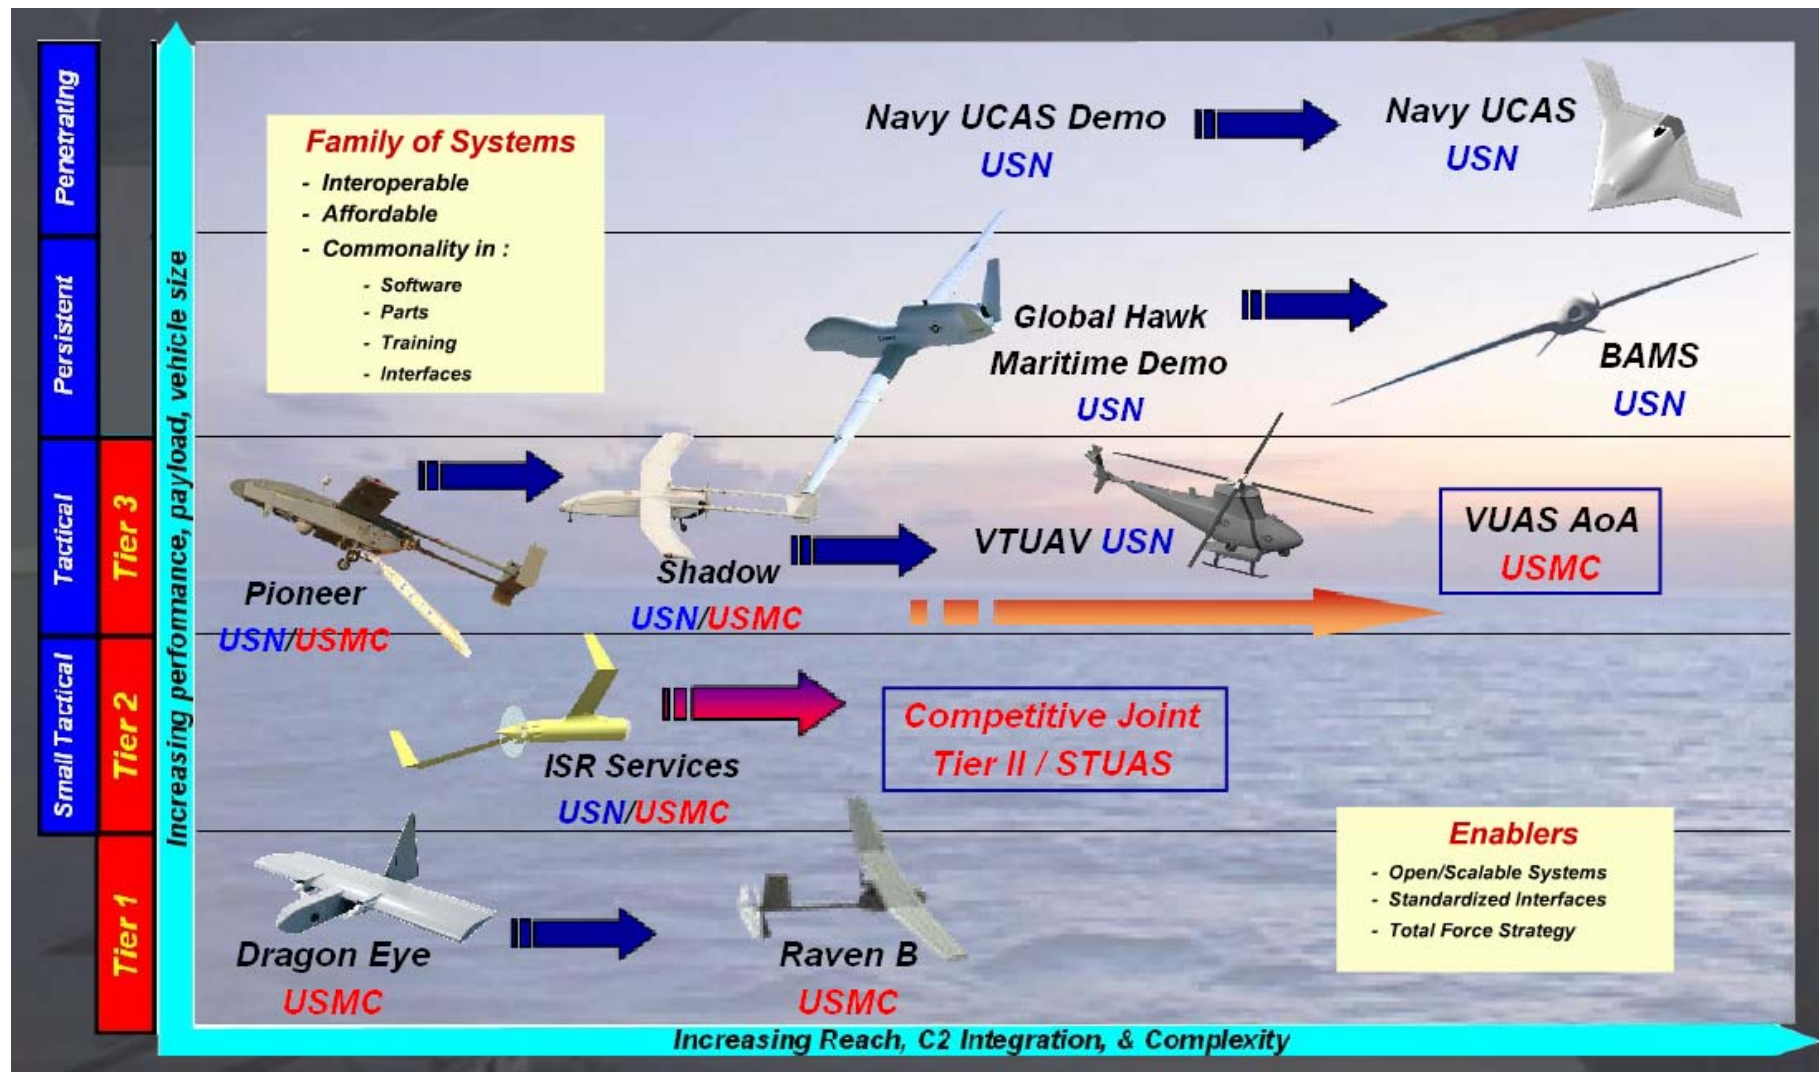 Penetrating
Persistent
Tactical
Small Tactical
Tier 3
Tier 2
Tier 1
Increasing performance, payload, vehicle size
Family of Systems
- Interoperable
- Affordable
- Commonality in :
- Software
- Parts
- Training
- Interfaces
Navy UCAS Demo
USN
Navy UCAS
USN
Global Hawk
Maritime Demo
USN
BAMS
USN
Pioneer
USN/USMC
Shadow
USN/USMC
VTUAV USN
VUAS AoA
USMC
ISR Services
USN/USMC
Competitive Joint
Tier II / STUAS
Dragon Eye
USMC
Raven B
USMC
Enablers
- Open/Scalable Systems
- Standardized Interfaces
- Total Force Strategy
Increasing Reach, C2 Integration, & Complexity